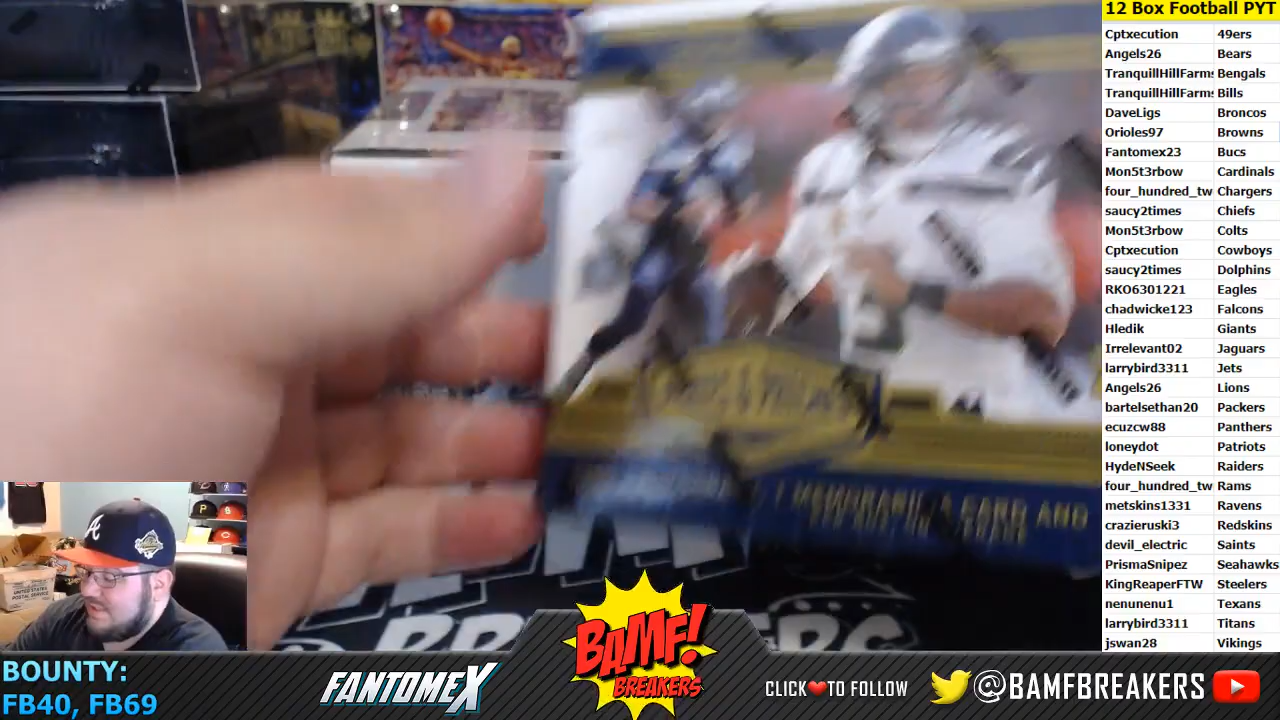 12 Box Football PYT
Cptxecution 49ers
Angels26 Bears
TranquillHillFarms Bengals
TranquillHillFarms Bills
DaveLigs Broncos
Orioles97 Browns
Fantomex23 Bucs
Mon5t3rbow Cardinals
four_hundred_tw Chargers
saucy2times Chiefs
Mon5t3rbow Colts
Cptxecution Cowboys
saucy2times Dolphins
RKO6301221 Eagles
chadwicke123 Falcons
Hledik Giants
Irrelevant02 Jaguars
larrybird3311 Jets
Angels26 Lions
bartelsethan20 Packers
ecuzcw88 Panthers
loneydot Patriots
HydeNSeek Raiders
four_hundred_tw Rams
metskins1331 Ravens
crazieruski3 Redskins
devil_electric Saints
PrismaSnipez Seahawks
KingReaperFTW Steelers
nenunenu1 Texans
larrybird3311 Titans
jswan28 Vikings
1 MEMORABILIA CARD AND
BOUNTY:
FB40, FB69
FANTOMEX
BAMF!
BREAKERS
CLICK TO FOLLOW
@BAMFBREAKERS